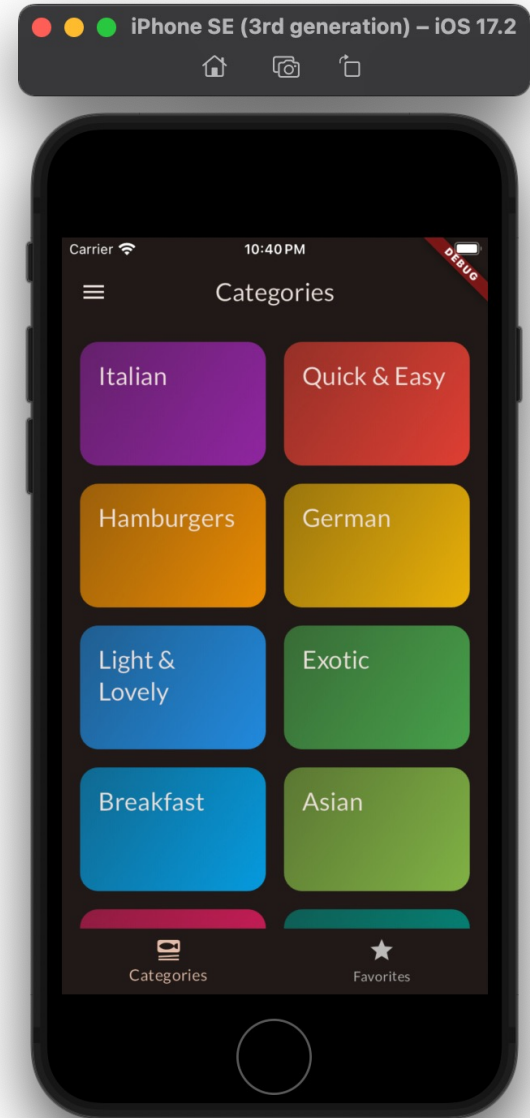 iPhone SE (3rd generation) – iOS 17.2
Carrier 10:40 PM
DEBUG
Categories
Italian
Quick & Easy
Hamburgers
German
Light &
Lovely
Exotic
Breakfast
Asian
Categories
Favorites